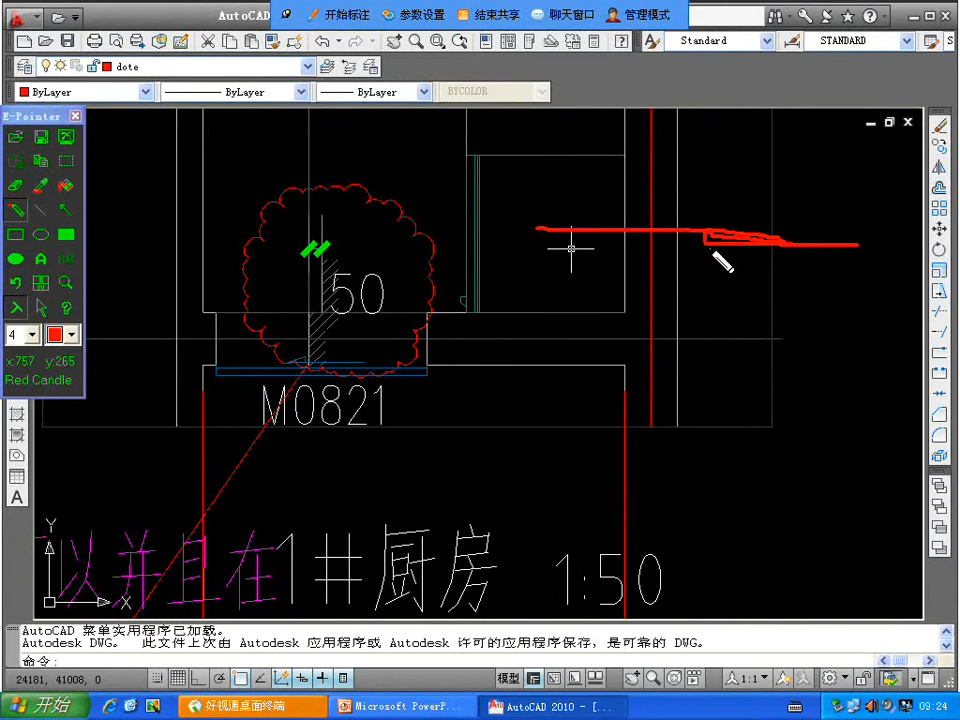 AutoCAD
开始标注
参数设置
结束共享
聊天窗口
管理模式
Standard
STANDARD
S
dote
ByLayer
ByLayer
ByLayer
BYCOLOR
E-Pointer
4
x:757 y:265
Red Candle
50
M0821
以并且在1#厨房 1:50
Y
X
AutoCAD 菜单实用程序已加载。
Autodesk DWG。 此文件上次由 Autodesk 应用程序或 Autodesk 许可的应用程序保存，是可靠的 DWG。
命令:
24181, 41008, 0
模型
1:1
开始
好视通桌面终端
Microsoft PowerP...
AutoCAD 2010 - [...
09:24